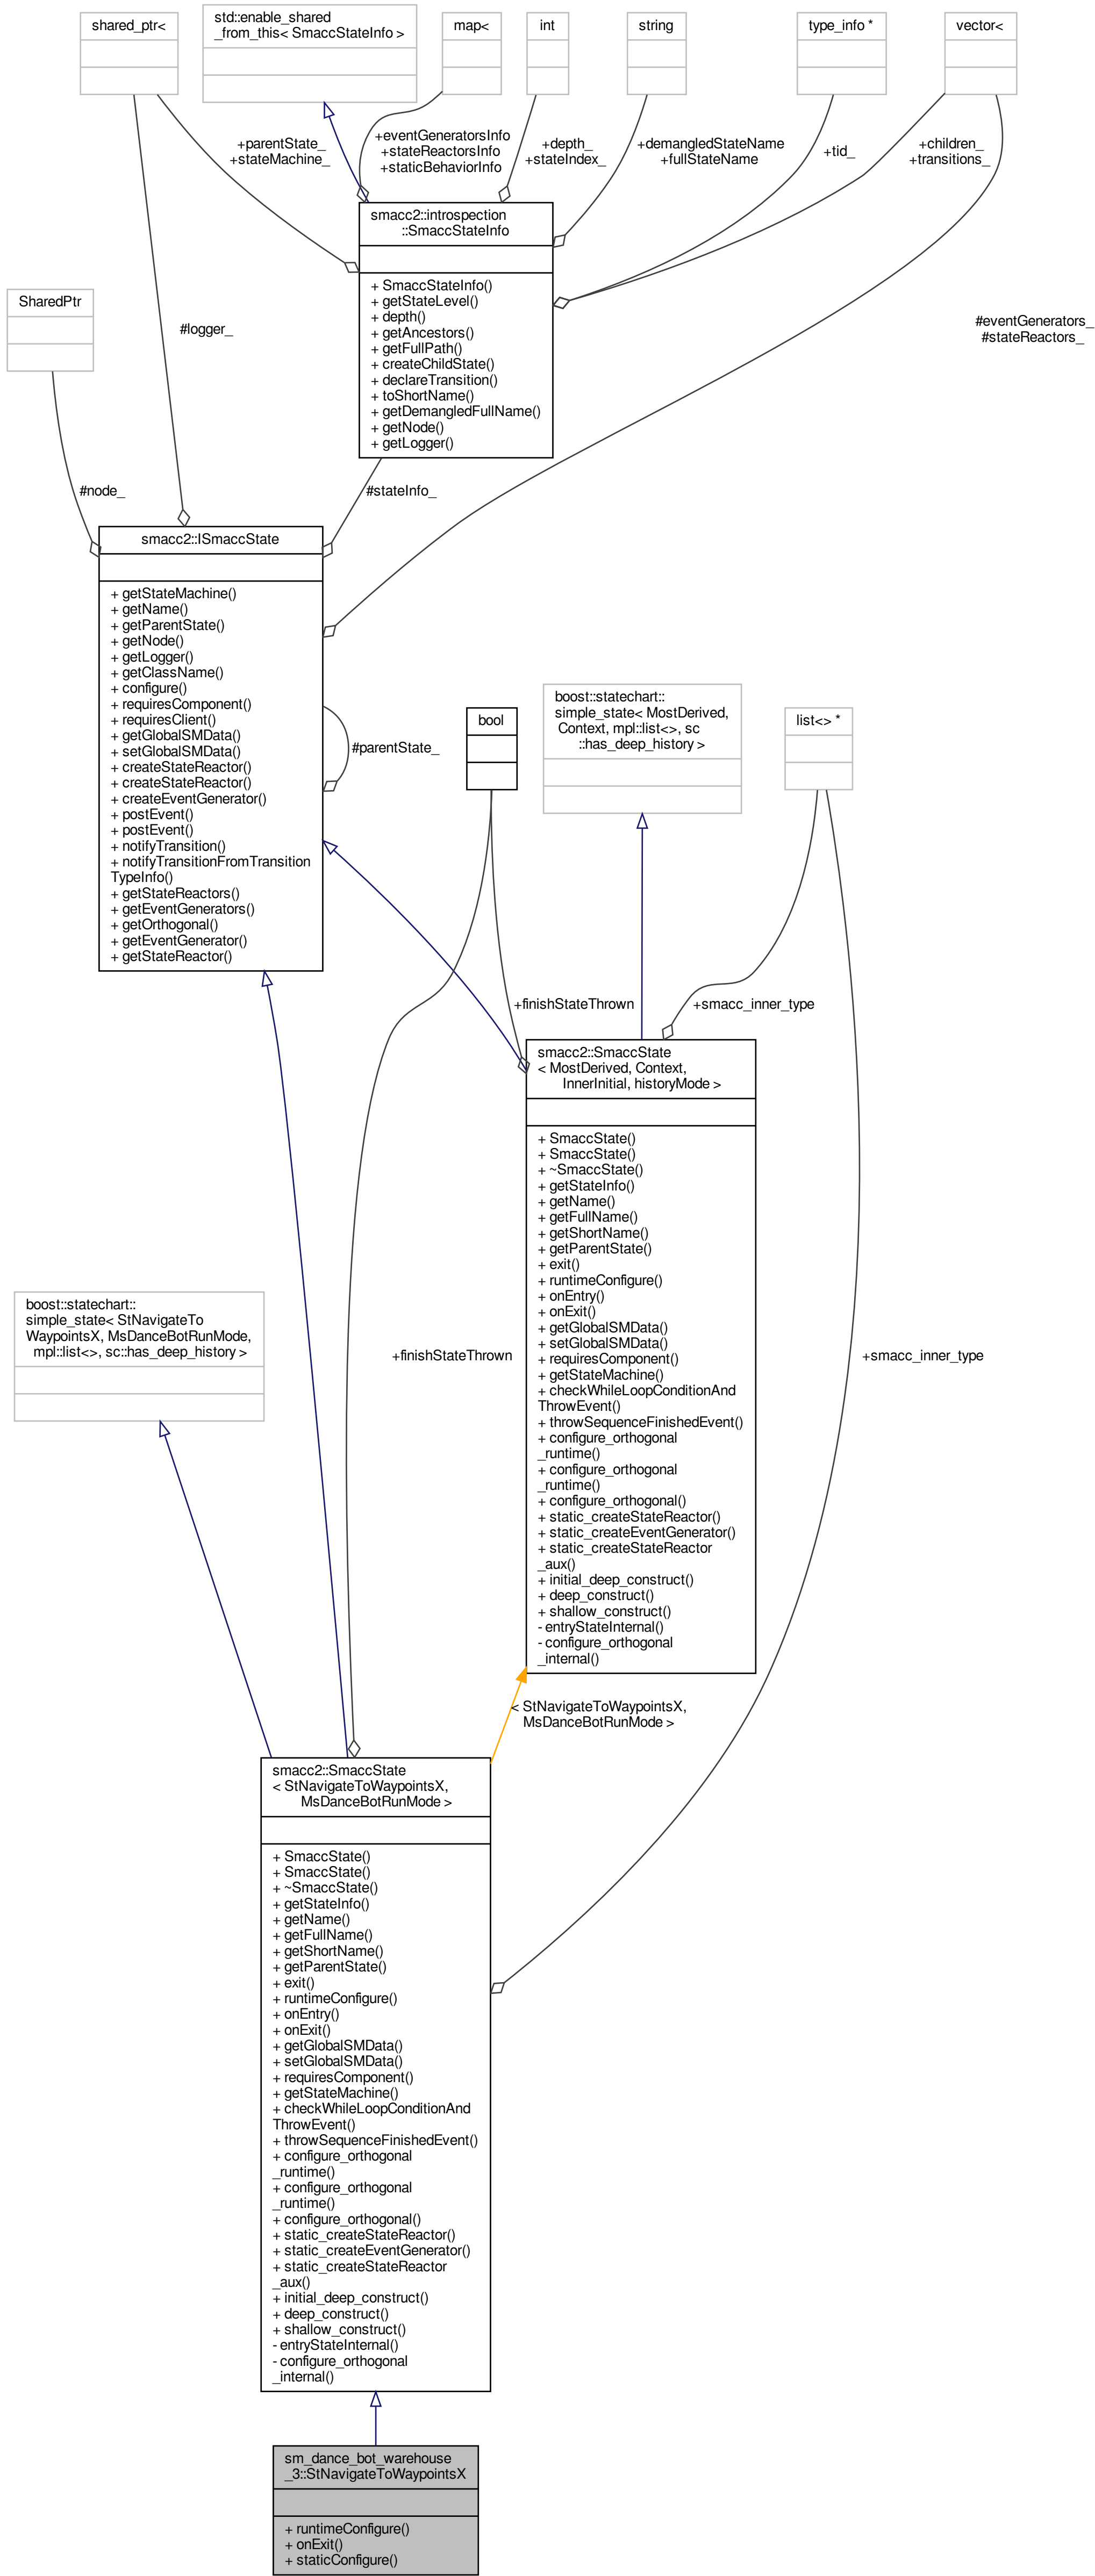 shared_ptr<
std::enable_shared
_from_this< SmaccStateInfo >
map<
int
string
type_info *
vector<
+parentState_
+stateMachine_
+eventGeneratorsInfo
+stateReactorsInfo
+staticBehaviorInfo
+depth_
+stateIndex_
+demangledStateName
+fullStateName
+tid_
+children_
+transitions_
smacc2::introspection
::SmaccStateInfo
+ SmaccStateInfo()
+ getStateLevel()
+ depth()
+ getAncestors()
+ getFullPath()
+ createChildState()
+ declareTransition()
+ toShortName()
+ getDemangledFullName()
+ getNode()
+ getLogger()
SharedPtr
#logger_
#eventGenerators_
#stateReactors_
#node_
#stateInfo_
smacc2::ISmaccState
+ getStateMachine()
+ getName()
+ getParentState()
+ getNode()
+ getLogger()
+ getClassName()
+ configure()
+ requiresComponent()
+ requiresClient()
+ getGlobalSMData()
+ setGlobalSMData()
+ createStateReactor()
+ createStateReactor()
+ createEventGenerator()
+ postEvent()
+ postEvent()
+ notifyTransition()
+ notifyTransitionFromTransition
TypeInfo()
+ getStateReactors()
+ getEventGenerators()
+ getOrthogonal()
+ getEventGenerator()
+ getStateReactor()
#parentState_
bool
boost::statechart::
simple_state< MostDerived,
Context, mpl::list<>, sc
::has_deep_history >
list<> *
+finishStateThrown
+smacc_inner_type
smacc2::SmaccState
< MostDerived, Context,
InnerInitial, historyMode >
+ SmaccState()
+ SmaccState()
+ ~SmaccState()
+ getStateInfo()
+ getName()
+ getFullName()
+ getShortName()
+ getParentState()
+ exit()
+ runtimeConfigure()
+ onEntry()
+ onExit()
+ getGlobalSMData()
+ setGlobalSMData()
+ requiresComponent()
+ getStateMachine()
+ checkWhileLoopConditionAnd
ThrowEvent()
+ throwSequenceFinishedEvent()
+ configure_orthogonal
_runtime()
+ configure_orthogonal
_runtime()
+ configure_orthogonal()
+ static_createStateReactor()
+ static_createEventGenerator()
+ static_createStateReactor
_aux()
+ initial_deep_construct()
+ deep_construct()
+ shallow_construct()
- entryStateInternal()
- configure_orthogonal
_internal()
boost::statechart::
simple_state< StNavigateTo
WaypointsX, MsDanceBotRunMode,
mpl::list<>, sc::has_deep_history >
+finishStateThrown
+smacc_inner_type
< StNavigateToWaypointsX,
MsDanceBotRunMode >
smacc2::SmaccState
< StNavigateToWaypointsX,
MsDanceBotRunMode >
+ SmaccState()
+ SmaccState()
+ ~SmaccState()
+ getStateInfo()
+ getName()
+ getFullName()
+ getShortName()
+ getParentState()
+ exit()
+ runtimeConfigure()
+ onEntry()
+ onExit()
+ getGlobalSMData()
+ setGlobalSMData()
+ requiresComponent()
+ getStateMachine()
+ checkWhileLoopConditionAnd
ThrowEvent()
+ throwSequenceFinishedEvent()
+ configure_orthogonal
_runtime()
+ configure_orthogonal
_runtime()
+ configure_orthogonal()
+ static_createStateReactor()
+ static_createEventGenerator()
+ static_createStateReactor
_aux()
+ initial_deep_construct()
+ deep_construct()
+ shallow_construct()
- entryStateInternal()
- configure_orthogonal
_internal()
sm_dance_bot_warehouse
_3::StNavigateToWaypointsX
+ runtimeConfigure()
+ onExit()
+ staticConfigure()